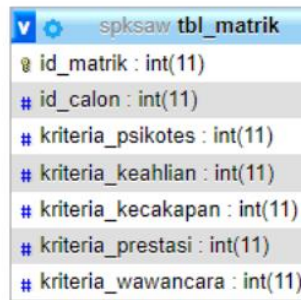 v spksaw tbl_matrik
id_matrik : int(11)
# id_calon : int(11)
# kriteria_psikotes : int(11)
# kriteria_keahlian : int(11)
# kriteria_kecakapan : int(11)
# kriteria_prestasi : int(11)
# kriteria_wawancara : int(11)